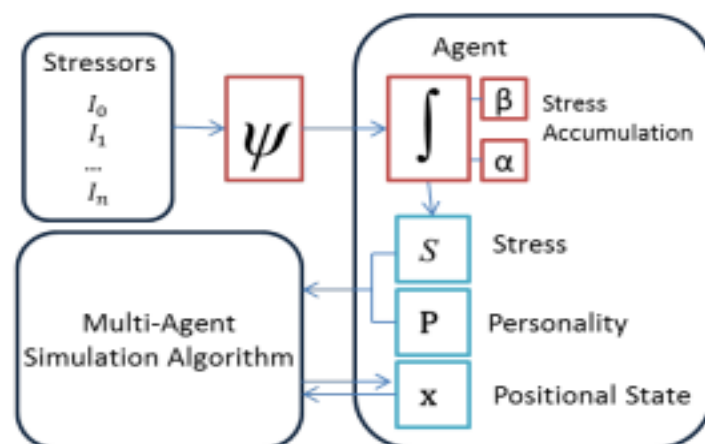 Stressors
I₀
I₁
...
Iₙ
ψ
Agent
∫
β
α
Stress
Accumulation
S
Stress
P
Personality
x
Positional State
Multi-Agent
Simulation Algorithm